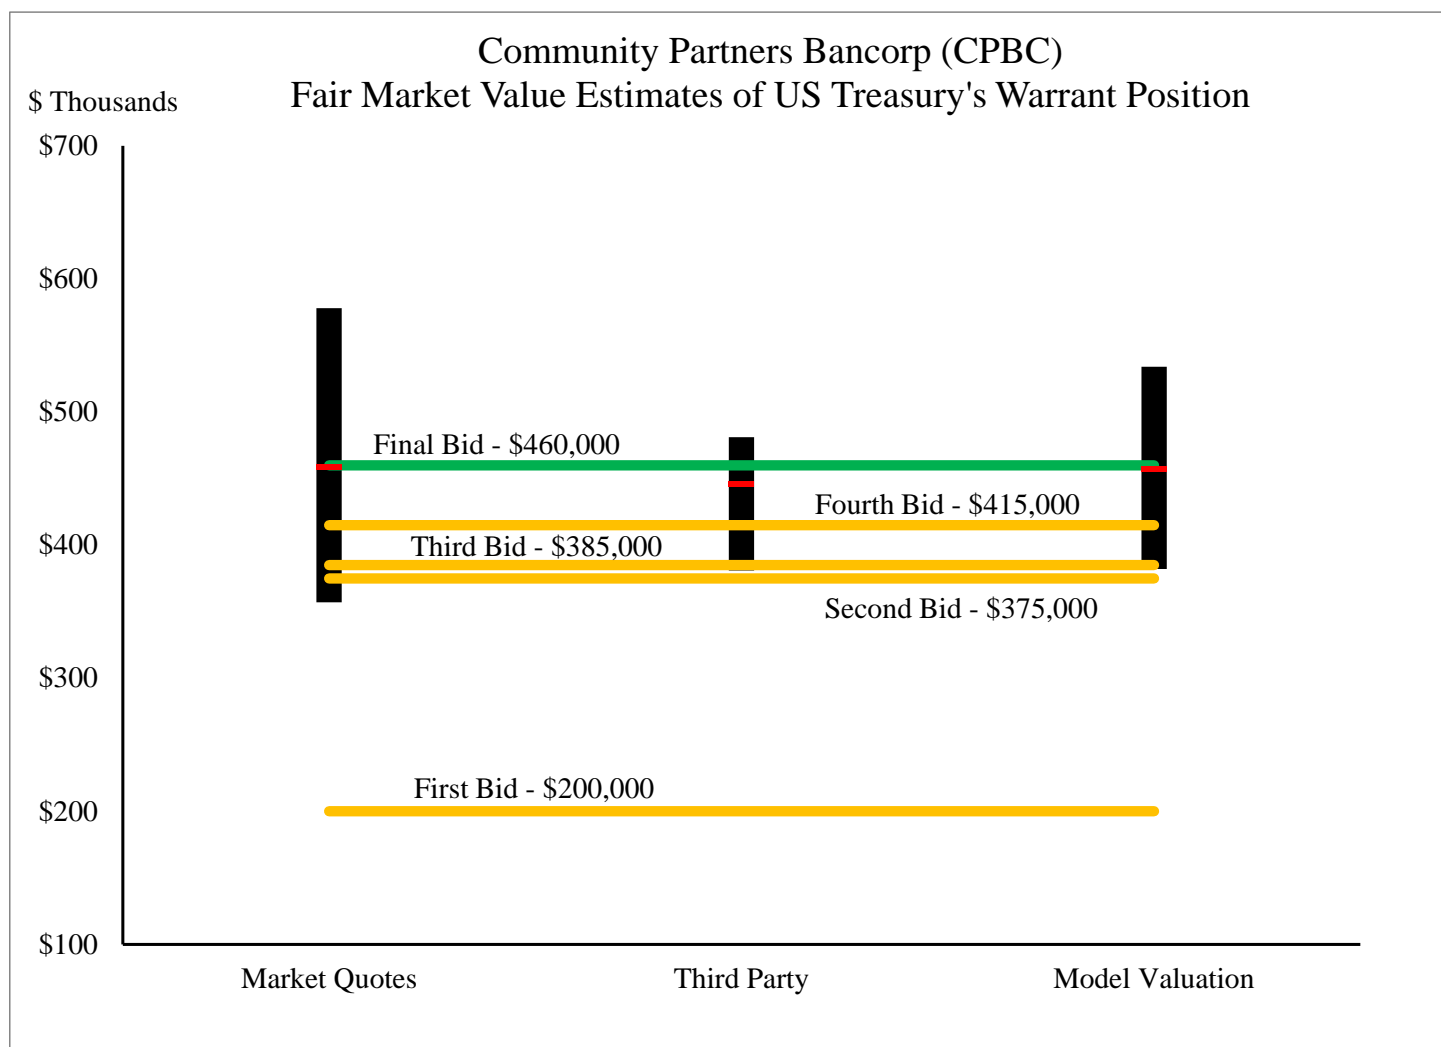 Community Partners Bancorp (CPBC)
Fair Market Value Estimates of US Treasury's Warrant Position
$ Thousands
$700
$600
$500
$400
$300
$200
$100
Final Bid - $460,000
Fourth Bid - $415,000
Third Bid - $385,000
Second Bid - $375,000
First Bid - $200,000
Market Quotes
Third Party
Model Valuation